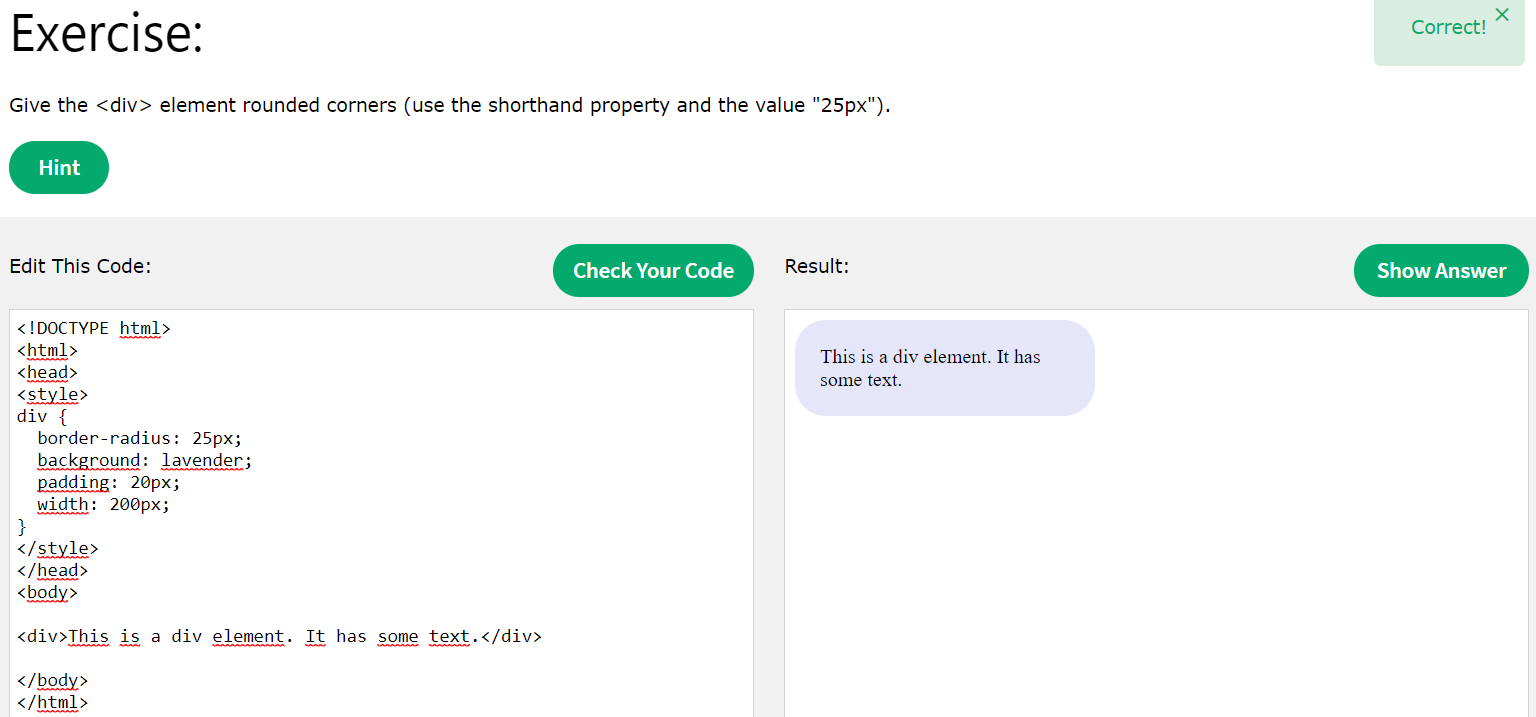 Exercise:
Correct! ×
Give the <div> element rounded corners (use the shorthand property and the value "25px").
Hint
Edit This Code:
Check Your Code
<!DOCTYPE html>
<html>
<head>
<style>
div {
  border-radius: 25px;
  background: lavender;
  padding: 20px;
  width: 200px;
}
</style>
</head>
<body>

<div>This is a div element. It has some text.</div>

</body>
</html>
Result:
Show Answer
This is a div element. It has
some text.